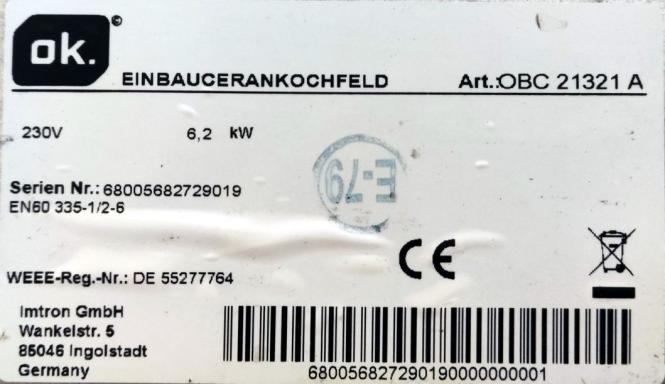 ok.©
EINBAUCERANKOCHFELD Art.:OBC 21321 A
230V 6,2 kW
E-79
Serien Nr.:68005682729019
EN60 335-1/2-6
CE
WEEE-Reg.-Nr.: DE 55277764
Imtron GmbH
Wankelstr. 5
85046 Ingolstadt
Germany
680056827290190000000001